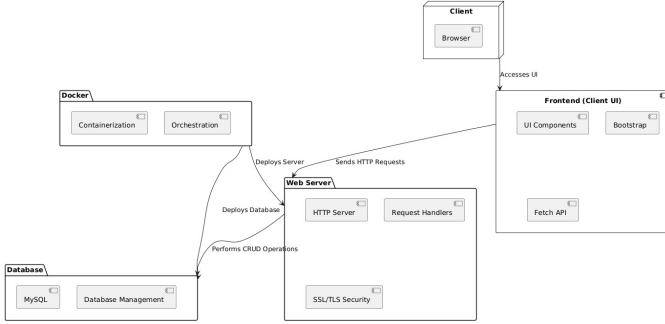 Client
Browser
Accesses UI
Docker
Containerization
Orchestration
Frontend (Client UI)
UI Components
Bootstrap
Fetch API
Deploys Server
Sends HTTP Requests
Web Server
HTTP Server
Request Handlers
SSL/TLS Security
Deploys Database
Performs CRUD Operations
Database
MySQL
Database Management